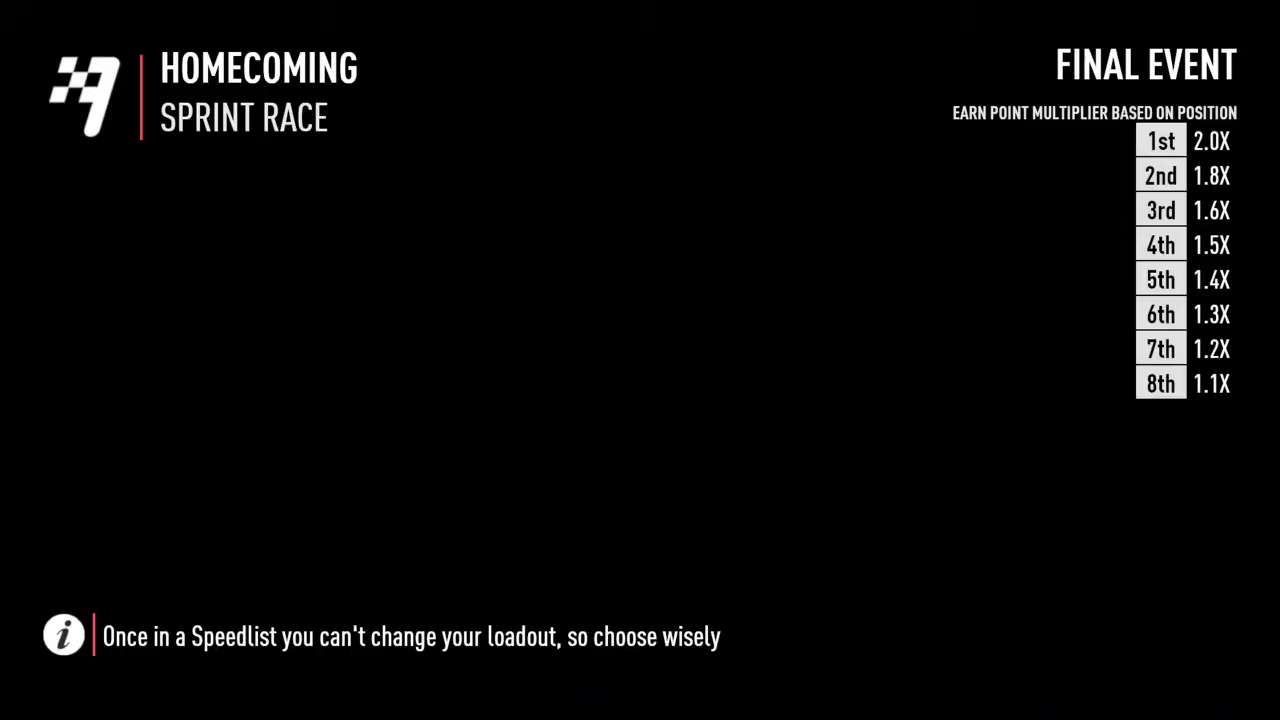 HOMECOMING
SPRINT RACE
FINAL EVENT
EARN POINT MULTIPLIER BASED ON POSITION
1st 2.0X
2nd 1.8X
3rd 1.6X
4th 1.5X
5th 1.4X
6th 1.3X
7th 1.2X
8th 1.1X
i Once in a Speedlist you can't change your loadout, so choose wisely